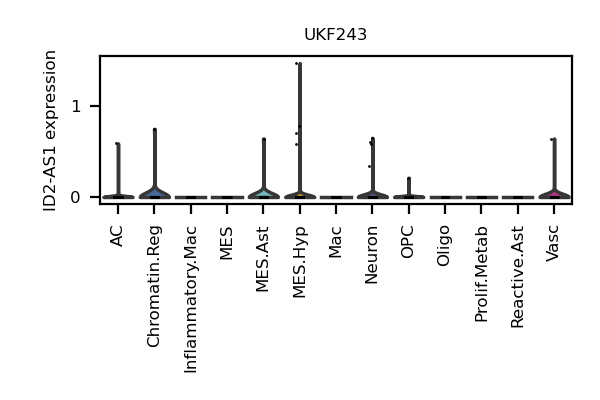 UKF243
ID2-AS1 expression
1
0
AC
Chromatin.Reg
Inflammatory.Mac
MES
MES.Ast
MES.Hyp
Mac
Neuron
OPC
Oligo
Prolif.Metab
Reactive.Ast
Vasc